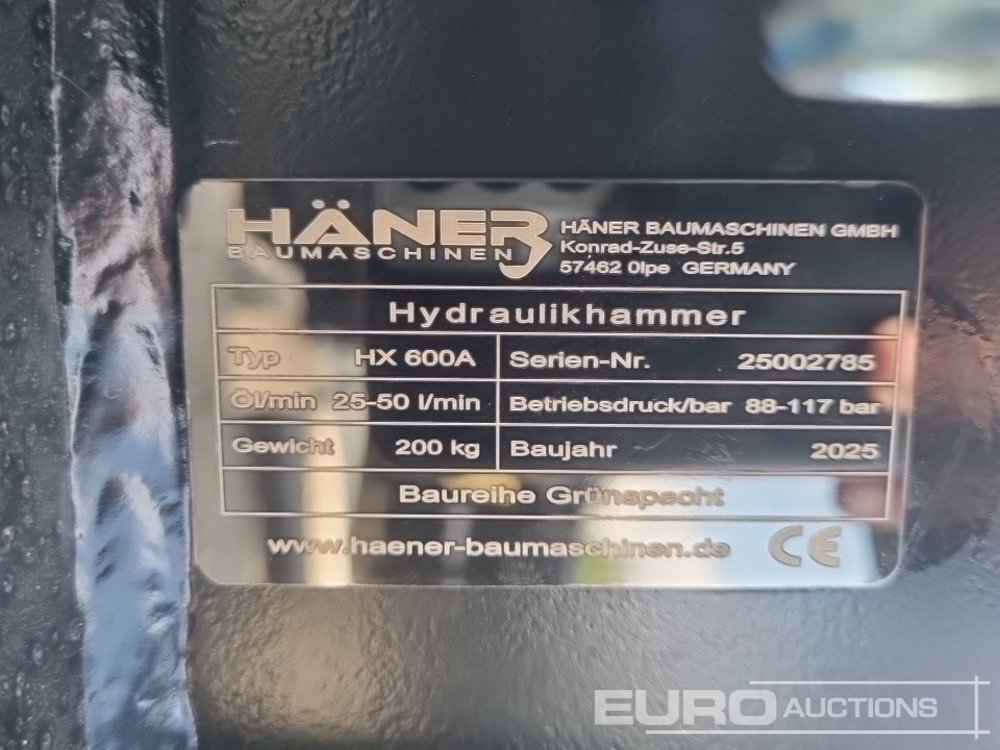 HÄNER
BAUMASCHINEN
HÄNER BAUMASCHINEN GMBH
Konrad-Zuse-Str.5
57462 Olpe GERMANY
Hydraulikhammer
Typ HX 600A Serien-Nr. 25002785
Öl/min 25-50 l/min Betriebsdruck/bar 88-117 bar
Gewicht 200 kg Baujahr 2025
Baureihe Grünspacht
www.haener-baumaschinen.de CE
EURO AUCTIONS